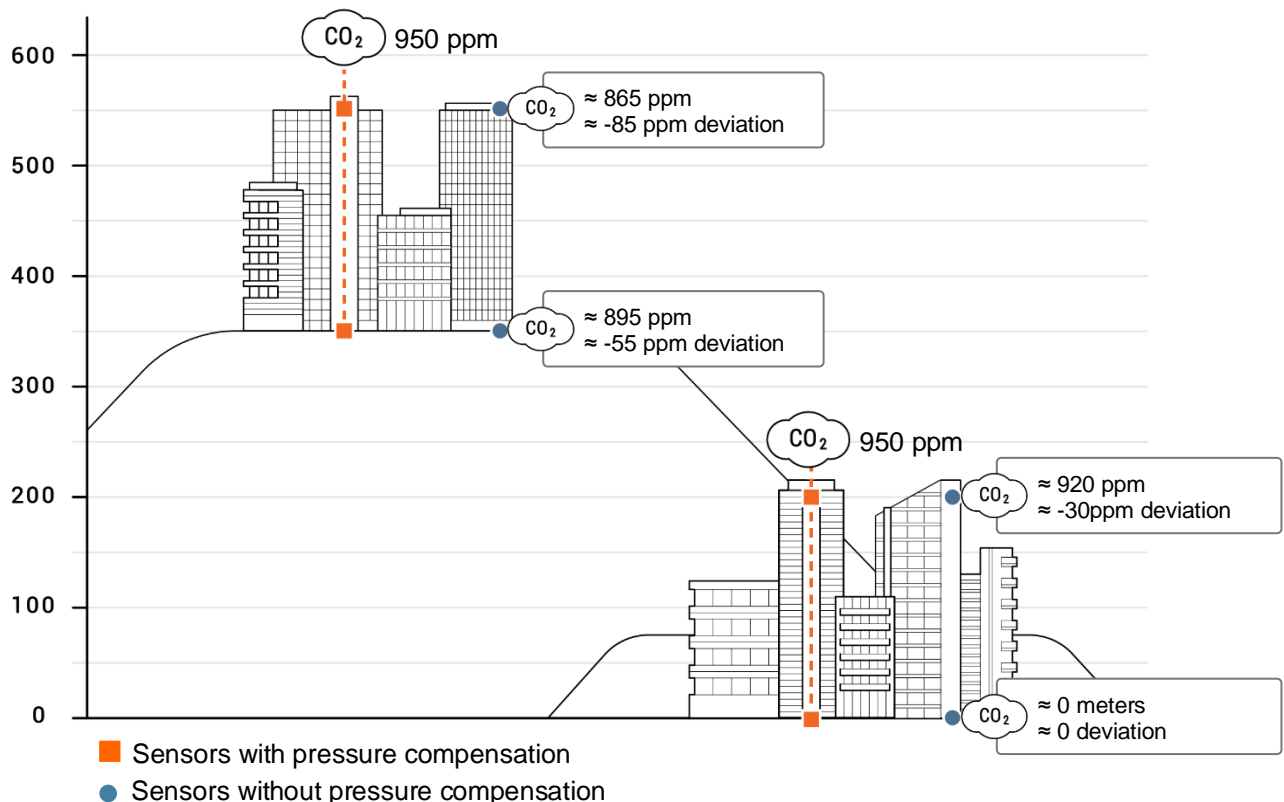 CO₂ 950 ppm
600
CO₂ ≈ 865 ppm
≈ -85 ppm deviation
500
400
CO₂ ≈ 895 ppm
≈ -55 ppm deviation
300
CO₂ 950 ppm
200
CO₂ ≈ 920 ppm
≈ -30ppm deviation
100
0
CO₂ ≈ 0 meters
≈ 0 deviation
Sensors with pressure compensation
Sensors without pressure compensation